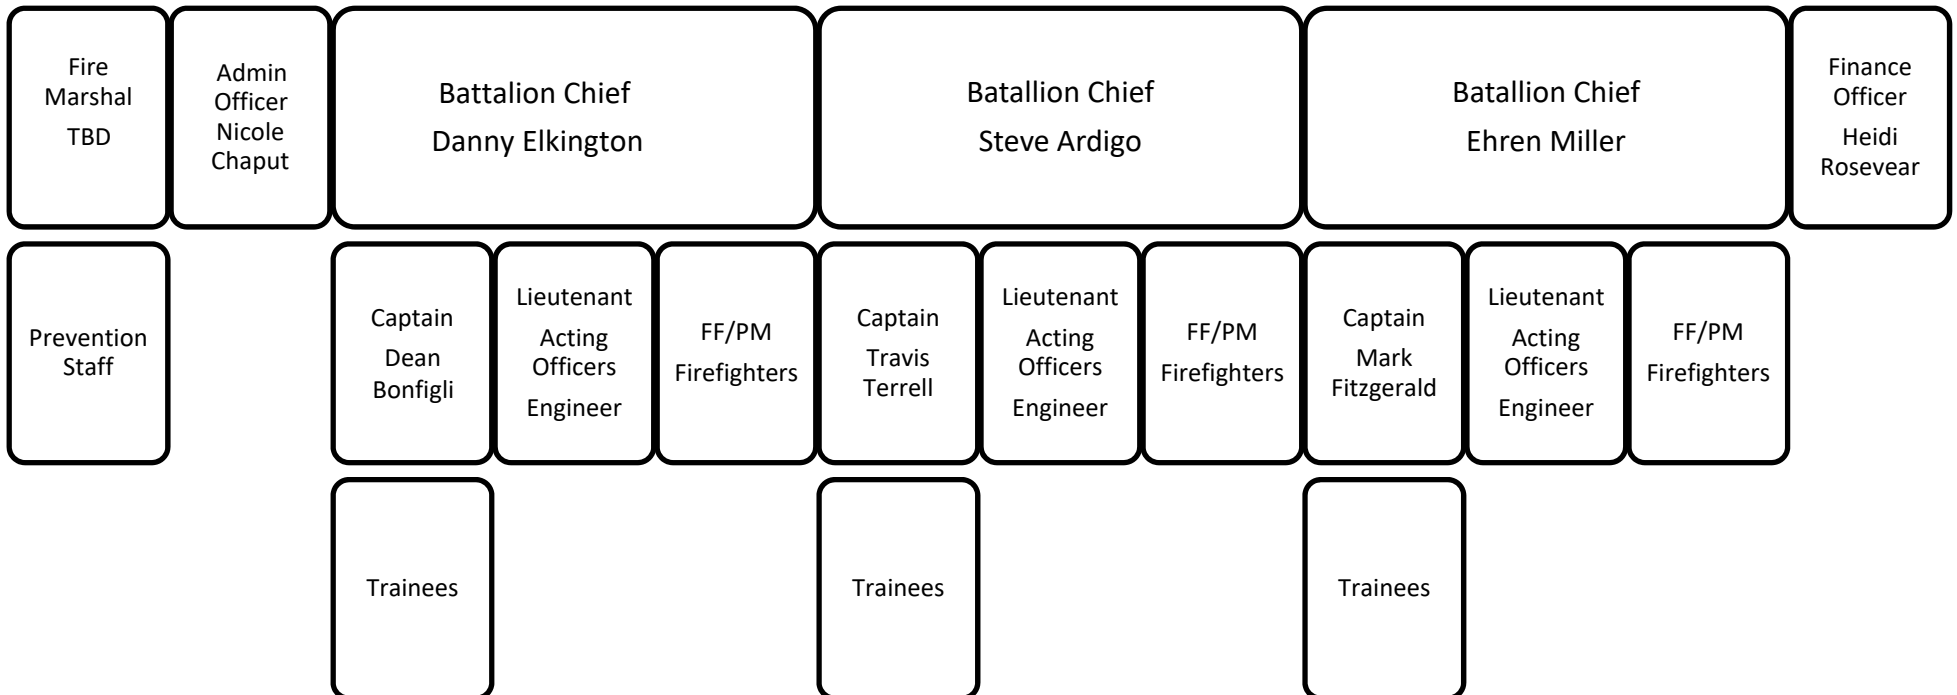 Fire
Marshal
TBD
Admin
Officer
Nicole
Chaput
Battalion Chief
Danny Elkington
Batallion Chief
Steve Ardigo
Batallion Chief
Ehren Miller
Finance
Officer
Heidi
Rosevear
Prevention
Staff
Captain
Dean
Bonfigli
Lieutenant
Acting
Officers
Engineer
FF/PM
Firefighters
Captain
Travis
Terrell
Lieutenant
Acting
Officers
Engineer
FF/PM
Firefighters
Captain
Mark
Fitzgerald
Lieutenant
Acting
Officers
Engineer
FF/PM
Firefighters
Trainees
Trainees
Trainees